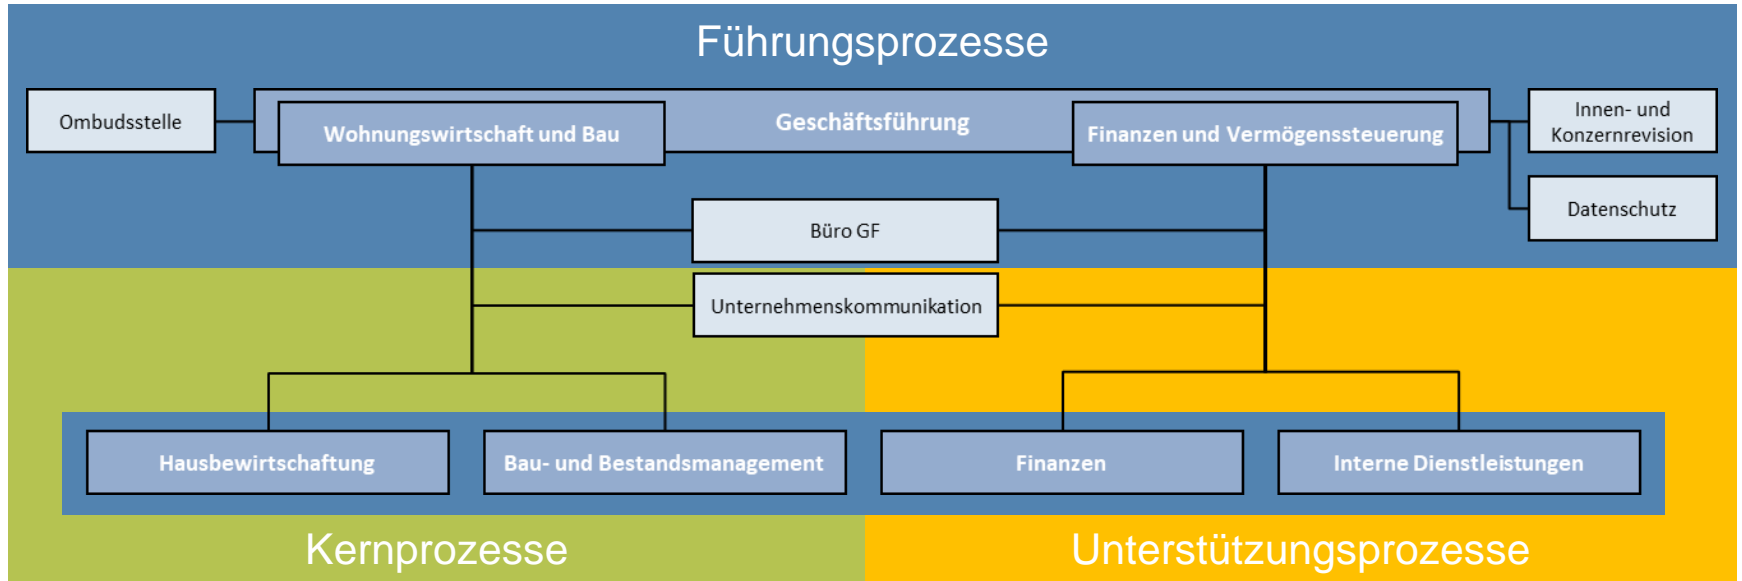 Führungsprozesse
Ombudsstelle
Wohnungswirtschaft und Bau
Geschäftsführung
Finanzen und Vermögenssteuerung
Innen- und
Konzernrevision
Datenschutz
Büro GF
Unternehmenskommunikation
Hausbewirtschaftung
Bau- und Bestandsmanagement
Finanzen
Interne Dienstleistungen
Kernprozesse
Unterstützungsprozesse